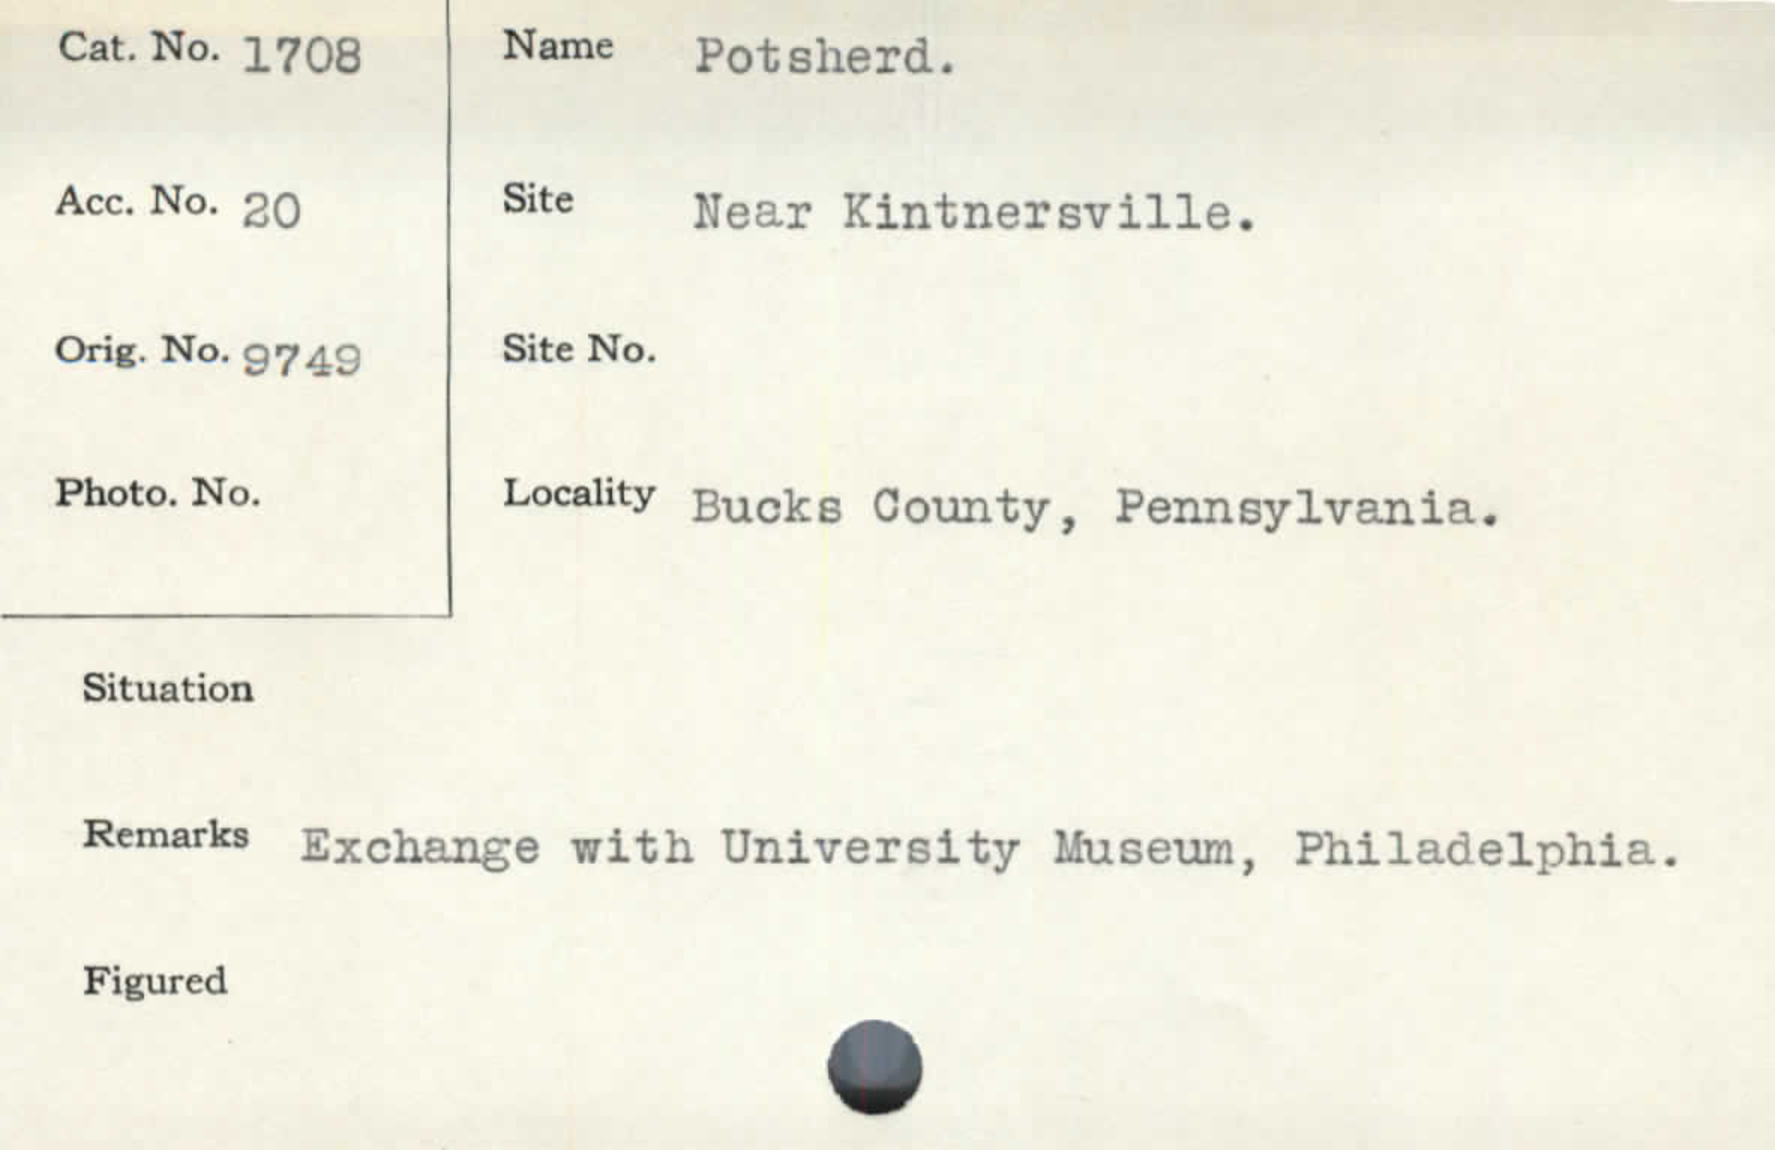 Cat. No. 1708
Name Potsherd.
Acc. No. 20
Site Near Kintnersville.
Orig. No. 9749
Site No.
Photo. No.
Locality Bucks County, Pennsylvania.
Situation
Remarks Exchange with University Museum, Philadelphia.
Figured